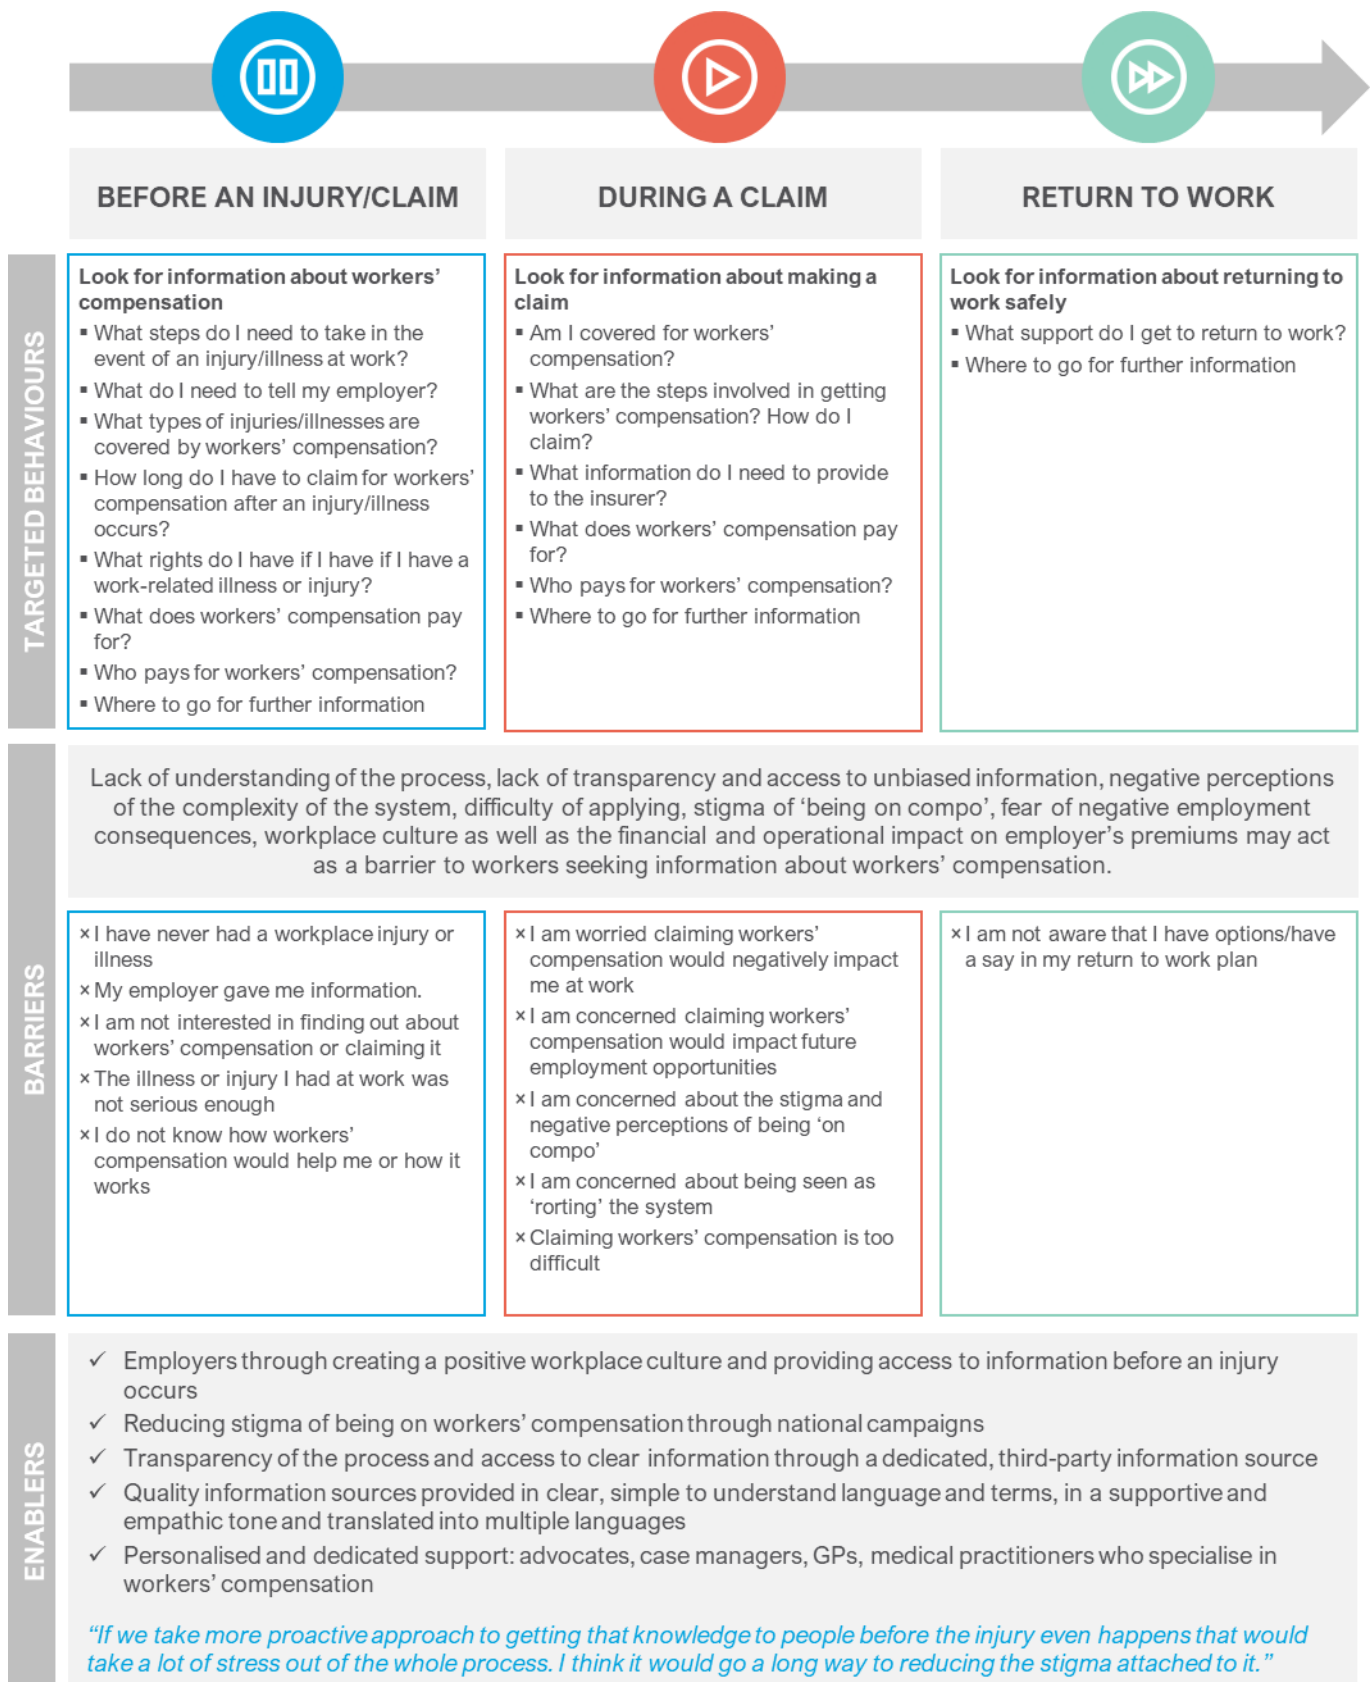 BEFORE AN INJURY/CLAIM
DURING A CLAIM
RETURN TO WORK
TARGETED BEHAVIOURS
Look for information about workers’
compensation
▪ What steps do I need to take in the
event of an injury/illness at work?
▪ What do I need to tell my employer?
▪ What types of injuries/illnesses are
covered by workers’ compensation?
▪ How long do I have to claim for workers’
compensation after an injury/illness
occurs?
▪ What rights do I have if I have if I have a
work-related illness or injury?
▪ What does workers’ compensation pay
for?
▪ Who pays for workers’ compensation?
▪ Where to go for further information
Look for information about making a
claim
▪ Am I covered for workers’
compensation?
▪ What are the steps involved in getting
workers’ compensation? How do I
claim?
▪ What information do I need to provide
to the insurer?
▪ What does workers’ compensation pay
for?
▪ Who pays for workers’ compensation?
▪ Where to go for further information
Look for information about returning to
work safely
▪ What support do I get to return to work?
▪ Where to go for further information
BARRIERS
Lack of understanding of the process, lack of transparency and access to unbiased information, negative perceptions
of the complexity of the system, difficulty of applying, stigma of ‘being on compo’, fear of negative employment
consequences, workplace culture as well as the financial and operational impact on employer’s premiums may act
as a barrier to workers seeking information about workers’ compensation.
× I have never had a workplace injury or
illness
× My employer gave me information.
× I am not interested in finding out about
workers’ compensation or claiming it
× The illness or injury I had at work was
not serious enough
× I do not know how workers’
compensation would help me or how it
works
× I am worried claiming workers’
compensation would negatively impact
me at work
× I am concerned claiming workers’
compensation would impact future
employment opportunities
× I am concerned about the stigma and
negative perceptions of being ‘on
compo’
× I am concerned about being seen as
‘rorting’ the system
× Claiming workers’ compensation is too
difficult
× I am not aware that I have options/have
a say in my return to work plan
ENABLERS
✓ Employers through creating a positive workplace culture and providing access to information before an injury
occurs
✓ Reducing stigma of being on workers’ compensation through national campaigns
✓ Transparency of the process and access to clear information through a dedicated, third-party information source
✓ Quality information sources provided in clear, simple to understand language and terms, in a supportive and
empathic tone and translated into multiple languages
✓ Personalised and dedicated support: advocates, case managers, GPs, medical practitioners who specialise in
workers’ compensation
“If we take more proactive approach to getting that knowledge to people before the injury even happens that would
take a lot of stress out of the whole process. I think it would go a long way to reducing the stigma attached to it.”